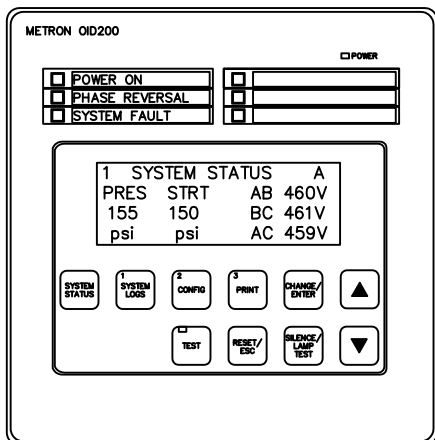 METRON OID200
POWER
POWER ON
PHASE REVERSAL
SYSTEM FAULT
1 SYSTEM STATUS A
PRES STRT AB 460V
155 150 BC 461V
psi psi AC 459V
SYSTEM STATUS
1 SYSTEM LOGS
2 CONFIG
3 PRINT
CHANGE/ ENTER
TEST
RESET/ ESC
SILENCE/ LAMP TEST